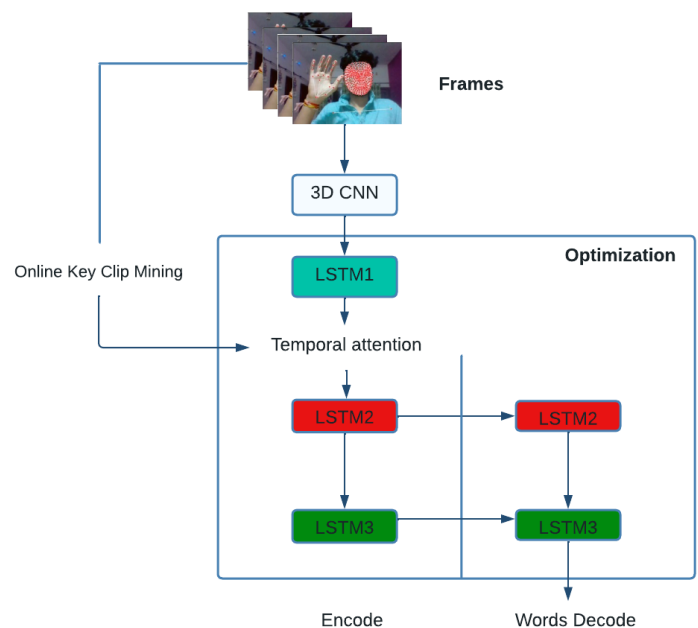 Frames
3D CNN
Optimization
LSTM1
Online Key Clip Mining
Temporal attention
LSTM2
LSTM2
LSTM3
LSTM3
Encode
Words Decode